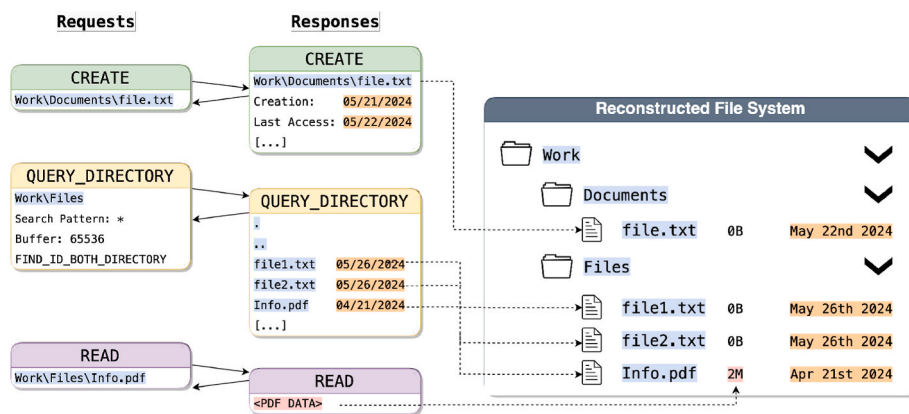 Requests
Responses
CREATE
Work\Documents\file.txt
CREATE
Work\Documents\file.txt
Creation: 05/21/2024
Last Access: 05/22/2024
[...]
QUERY_DIRECTORY
Work\Files
Search Pattern: *
Buffer: 65536
FIND_ID_BOTH_DIRECTORY
QUERY_DIRECTORY
.
..
file1.txt 05/26/2024
file2.txt 05/26/2024
Info.pdf 04/21/2024
[...]
READ
Work\Files\Info.pdf
READ
<PDF DATA>
Reconstructed File System
Work
Documents
file.txt 0B May 22nd 2024
Files
file1.txt 0B May 26th 2024
file2.txt 0B May 26th 2024
Info.pdf 2M Apr 21st 2024